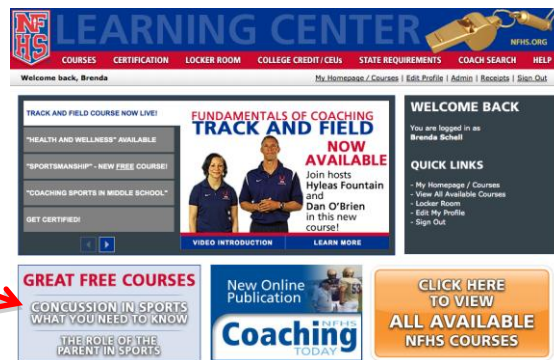 NF
HS
LEARNING CENTER
NFHS.ORG
COURSES CERTIFICATION LOCKER ROOM COLLEGE CREDIT / CEUs STATE REQUIREMENTS COACH SEARCH HELP
Welcome back, Brenda
My Homepage / Courses | Edit Profile | Admin | Receipts | Sign Out
TRACK AND FIELD COURSE NOW LIVE!
"HEALTH AND WELLNESS" AVAILABLE
"SPORTSMANSHIP" - NEW FREE COURSE!
"COACHING SPORTS IN MIDDLE SCHOOL"
GET CERTIFIED!
FUNDAMENTALS OF COACHING
TRACK AND FIELD
NOW
AVAILABLE
Join hosts
Hyleas Fountain
and
Dan O'Brien
in this new
course!
VIDEO INTRODUCTION
LEARN MORE
WELCOME BACK
You are logged in as
Brenda Schell
QUICK LINKS
- My Homepage / Courses
- View All Available Courses
- Locker Room
- Edit My Profile
- Sign Out
GREAT FREE COURSES
CONCUSSION IN SPORTS
WHAT YOU NEED TO KNOW
THE ROLE OF THE
PARENT IN SPORTS
New Online
Publication
NFHS
Coaching
TODAY
CLICK HERE
TO VIEW
ALL AVAILABLE
NFHS COURSES